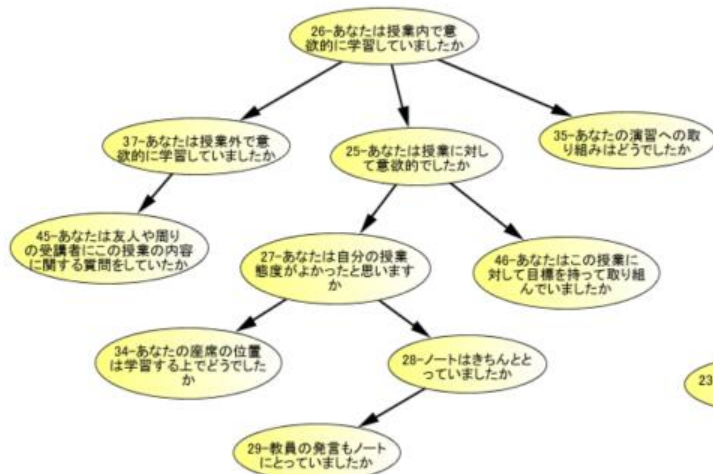 26-あなたは授業内で意
欲的に学習していましたか
37-あなたは授業外で意
欲的に学習していましたか
25-あなたは授業に対し
て意欲的でしたか
35-あなたの演習への取
り組みはどうでしたか
45-あなたは友人や周り
の受講者にこの授業の内容
に関する質問をしていたか
27-あなたは自分の授業
態度がよかったと思います
か
46-あなたはこの授業に
対して目標を持って取り組
んでいましたか
34-あなたの座席の位置
は学習する上でどうでした
か
28-ノートはきちんとと
っていましたか
23
29-教員の発言もノート
にとっていましたか